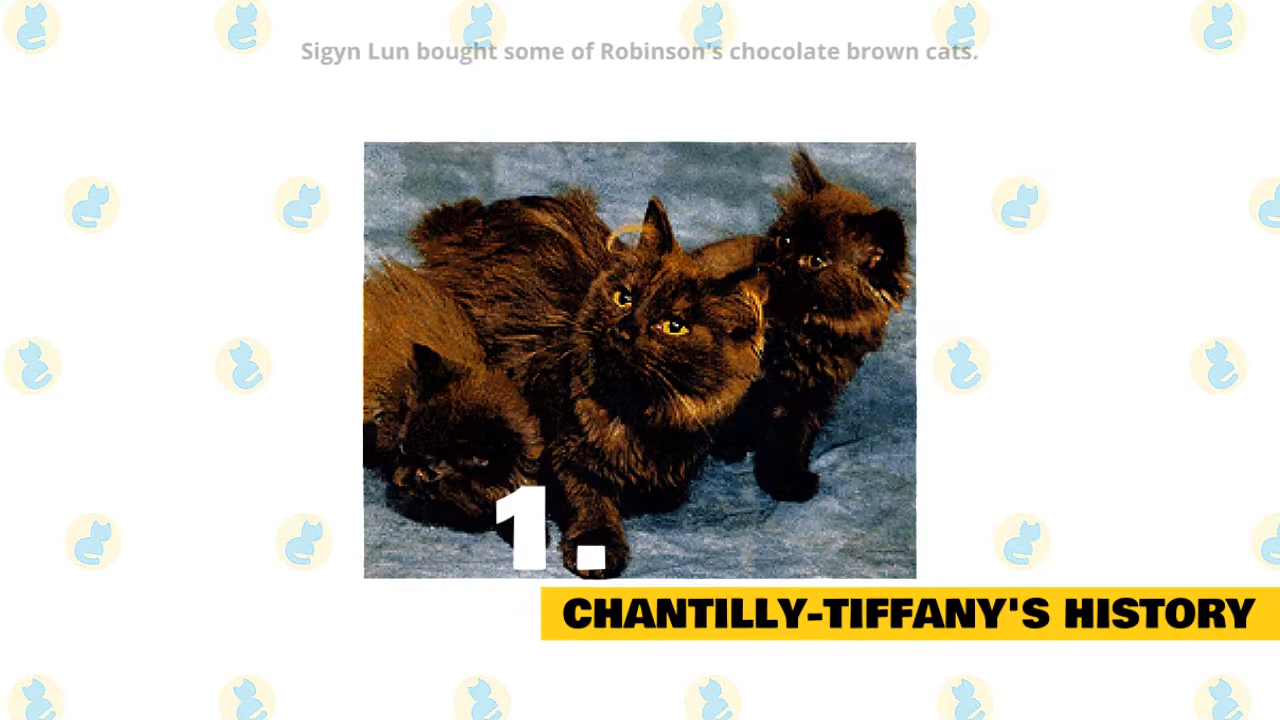 Sigyn Lun bought some of Robinson's chocolate brown cats.
1.
CHANTILLY-TIFFANY'S HISTORY